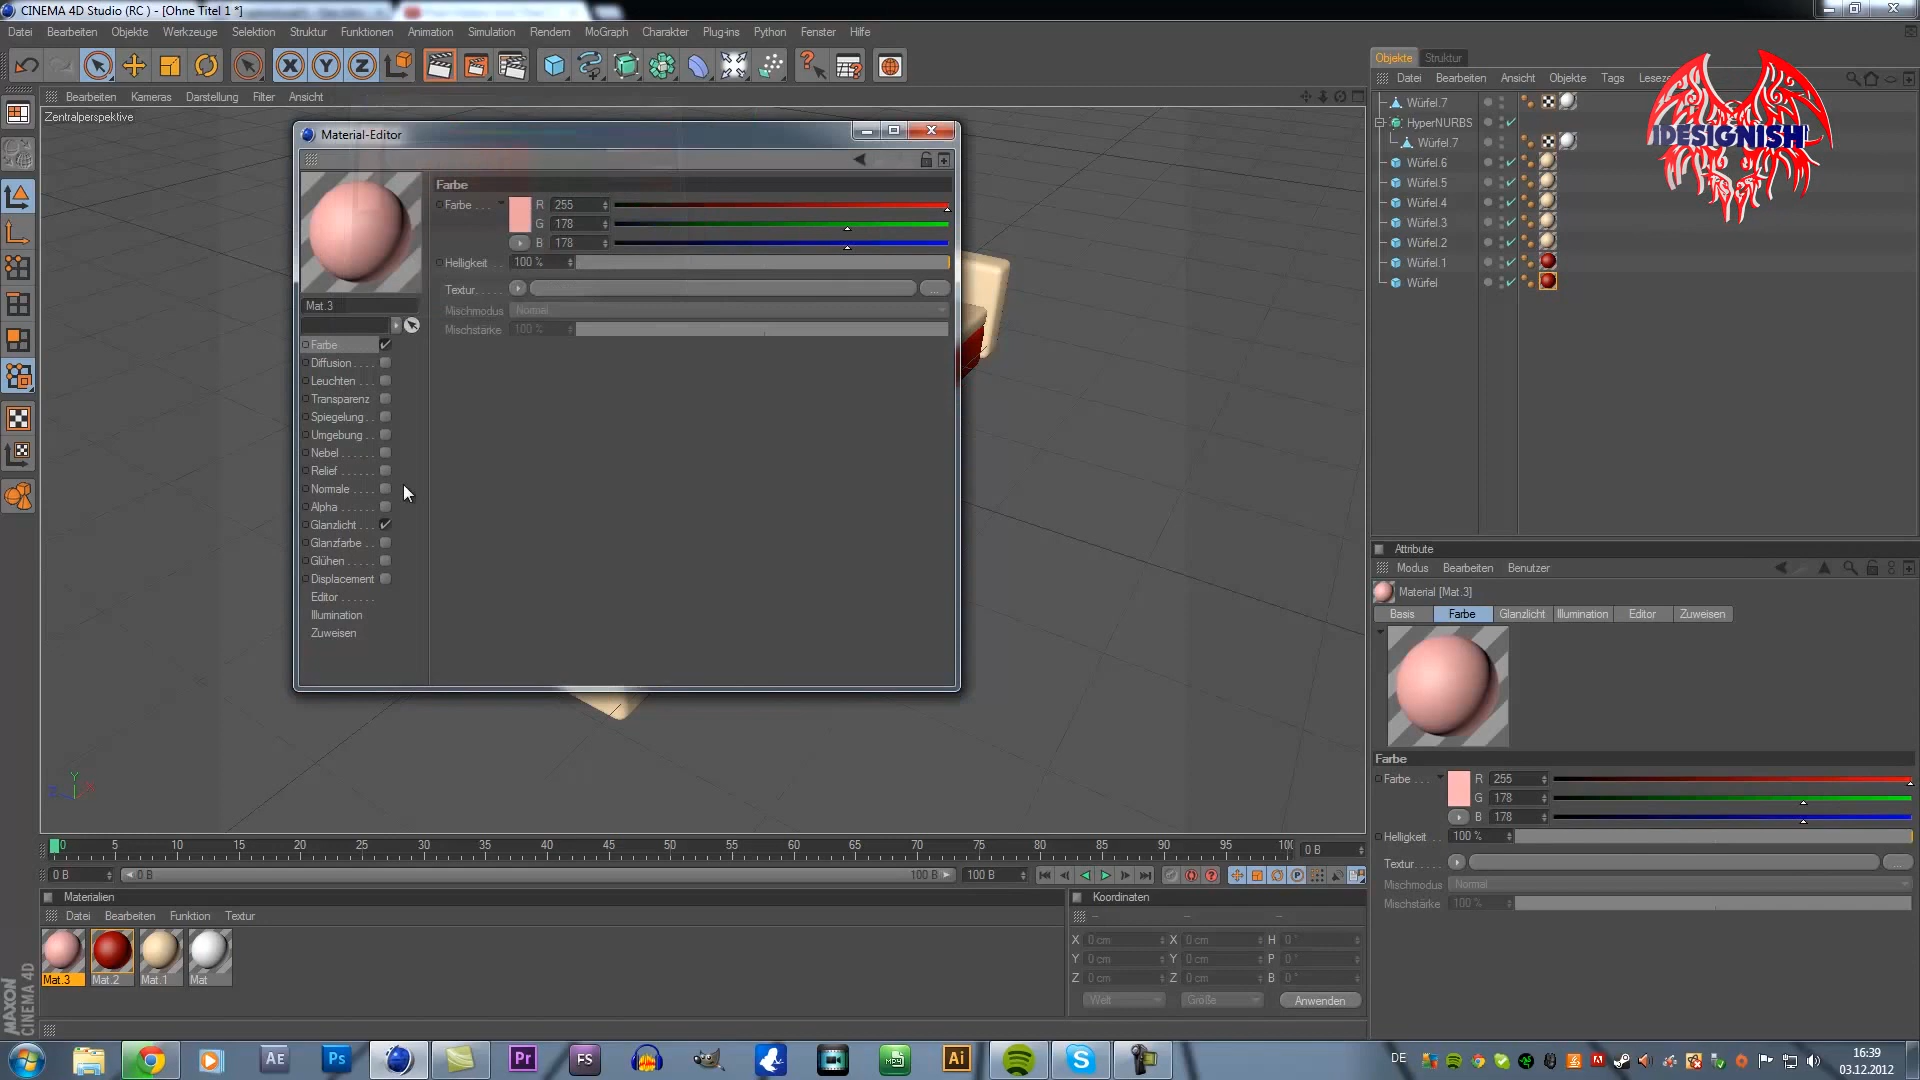 CINEMA 4D Studio (RC ) - [Ohne Titel 1 *]
Datei Bearbeiten Objekte Werkzeuge Selektion Struktur Funktionen Animation Simulation Rendern MoGraph Charakter Plug-ins Python Fenster Hilfe
Bearbeiten Kameras Darstellung Filter Ansicht
Zentralperspektive
Material-Editor
Farbe
Farbe . . . R 255
G 178
B 178
Helligkeit . . 100 %
Textur. . . . .
Mischmodus Normal
Mischstärke 100 %
Mat.3
Farbe
Diffusion . . . .
Leuchten . . .
Transparenz
Spiegelung . .
Umgebung . .
Nebel . . . . . .
Relief . . . . . .
Normale . . . .
Alpha . . . . . .
Glanzlicht . . .
Glanzfarbe . .
Glühen . . . . .
Displacement
Editor . . . . . .
Illumination
Zuweisen
Objekte Struktur
Datei Bearbeiten Ansicht Objekte Tags Lesez
IDESIGNISH
Würfel.7
HyperNURBS
Würfel.7
Würfel.6
Würfel.5
Würfel.4
Würfel.3
Würfel.2
Würfel.1
Würfel
Attribute
Modus Bearbeiten Benutzer
Material [Mat.3]
Basis Farbe Glanzlicht Illumination Editor Zuweisen
Farbe
Farbe . . . R 255
G 178
B 178
Helligkeit . . 100 %
Textur. . . . .
Mischmodus Normal
Mischstärke 100 %
0 5 10 15 20 25 30 35 40 45 50 55 60 65 70 75 80 85 90 95 100 0 B
0 B 0 B 100 B 100 B
Materialien
Datei Bearbeiten Funktion Textur
Mat.3 Mat.2 Mat.1 Mat
Koordinaten
-- -- --
X 0 cm X 0 cm H 0 °
Y 0 cm Y 0 cm P 0 °
Z 0 cm Z 0 cm B 0 °
Welt Größe Anwenden
MAXON
CINEMA 4D
X Y Z
Ae Ps Pr FS MP4 Ai
DE
16:39
03.12.2012